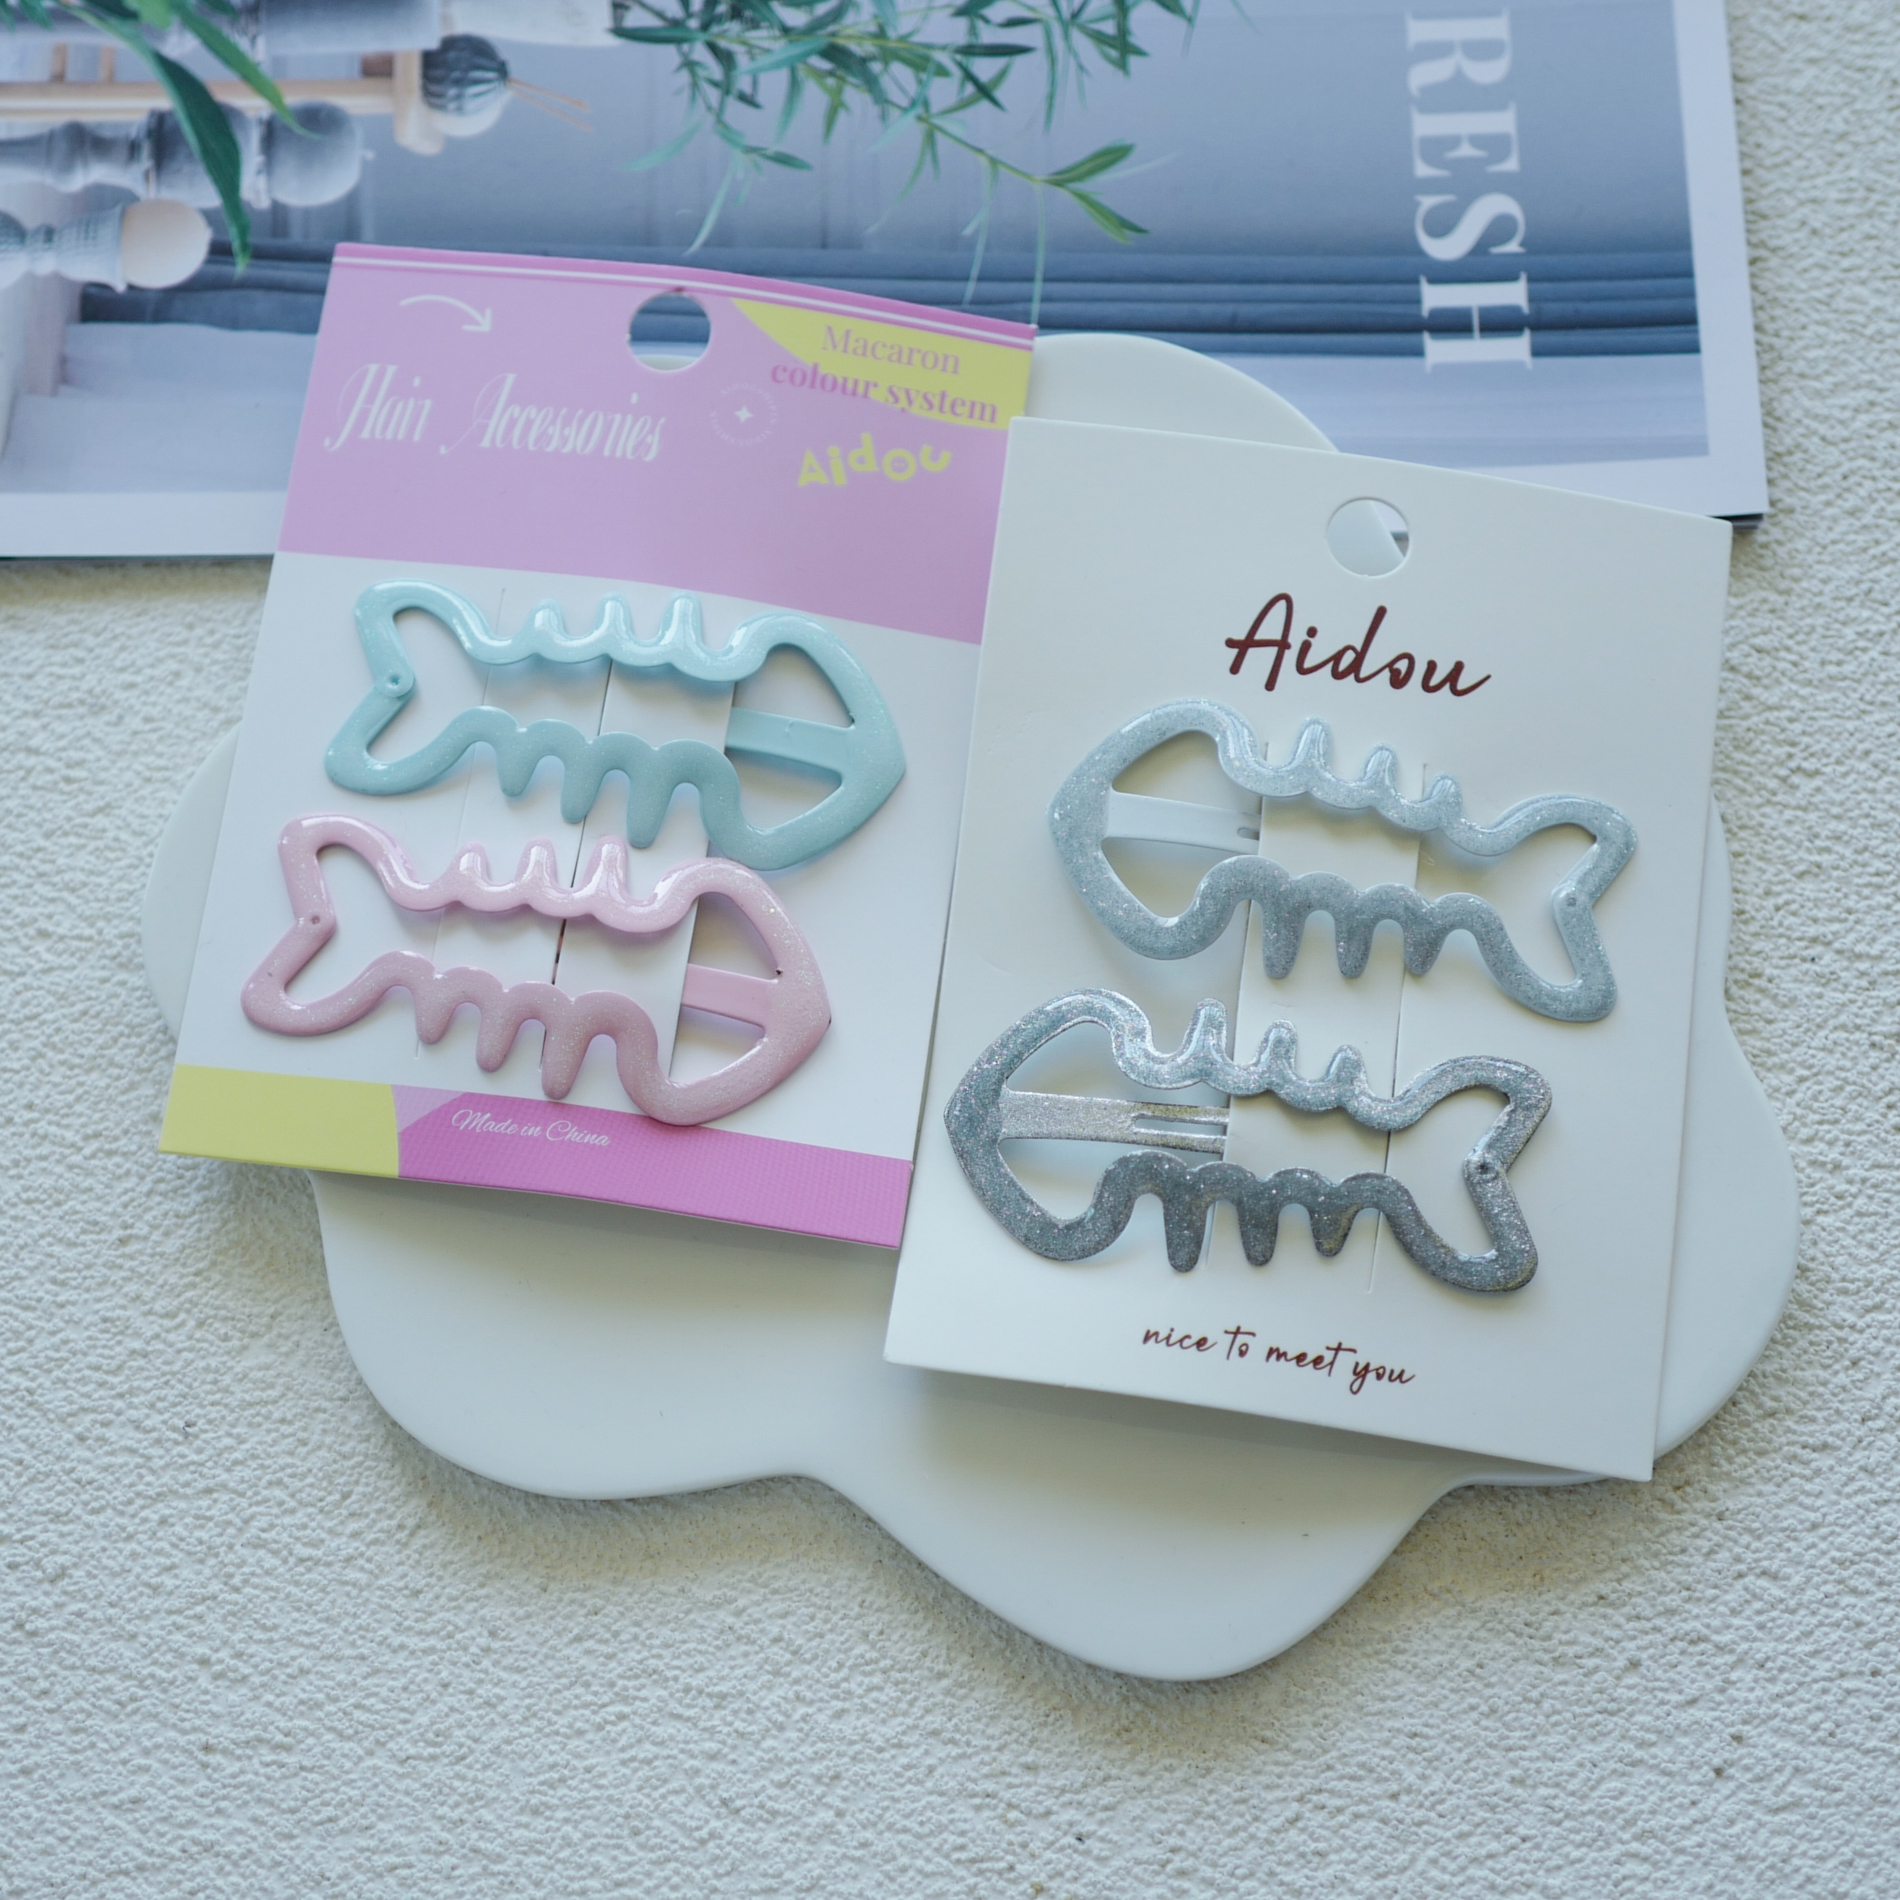 RESH
Macaron
colour system
Hair Accessories
Aidou
Made in China
Aidou
nice to meet you